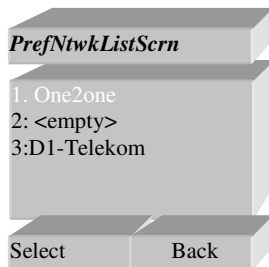 PrefNtwkListScrn
1. One2one
2: <empty>
3:D1-Telekom
Select Back